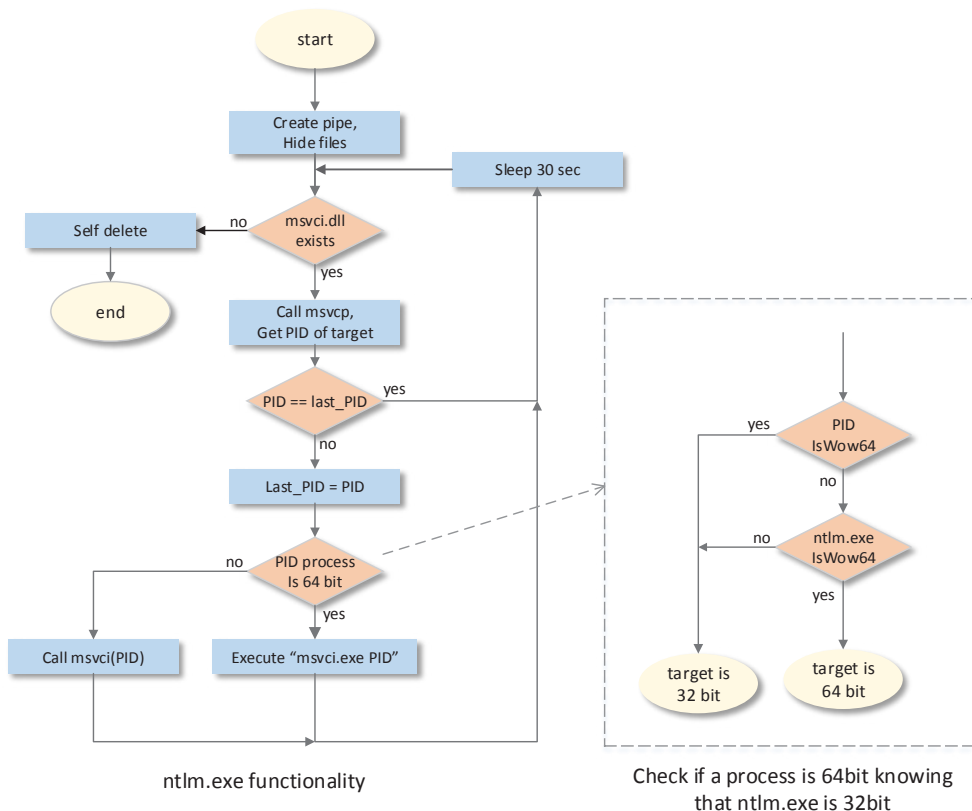 start
Create pipe,
Hide files
Sleep 30 sec
msvci.dll
exists
no
Self delete
yes
end
Call msvcp,
Get PID of target
PID == last_PID
yes
no
Last_PID = PID
PID process
Is 64 bit
no
yes
Call msvci(PID)
Execute “msvci.exe PID”
ntlm.exe functionality
PID
IsWow64
yes
no
ntlm.exe
IsWow64
no
yes
target is
32 bit
target is
64 bit
Check if a process is 64bit knowing
that ntlm.exe is 32bit